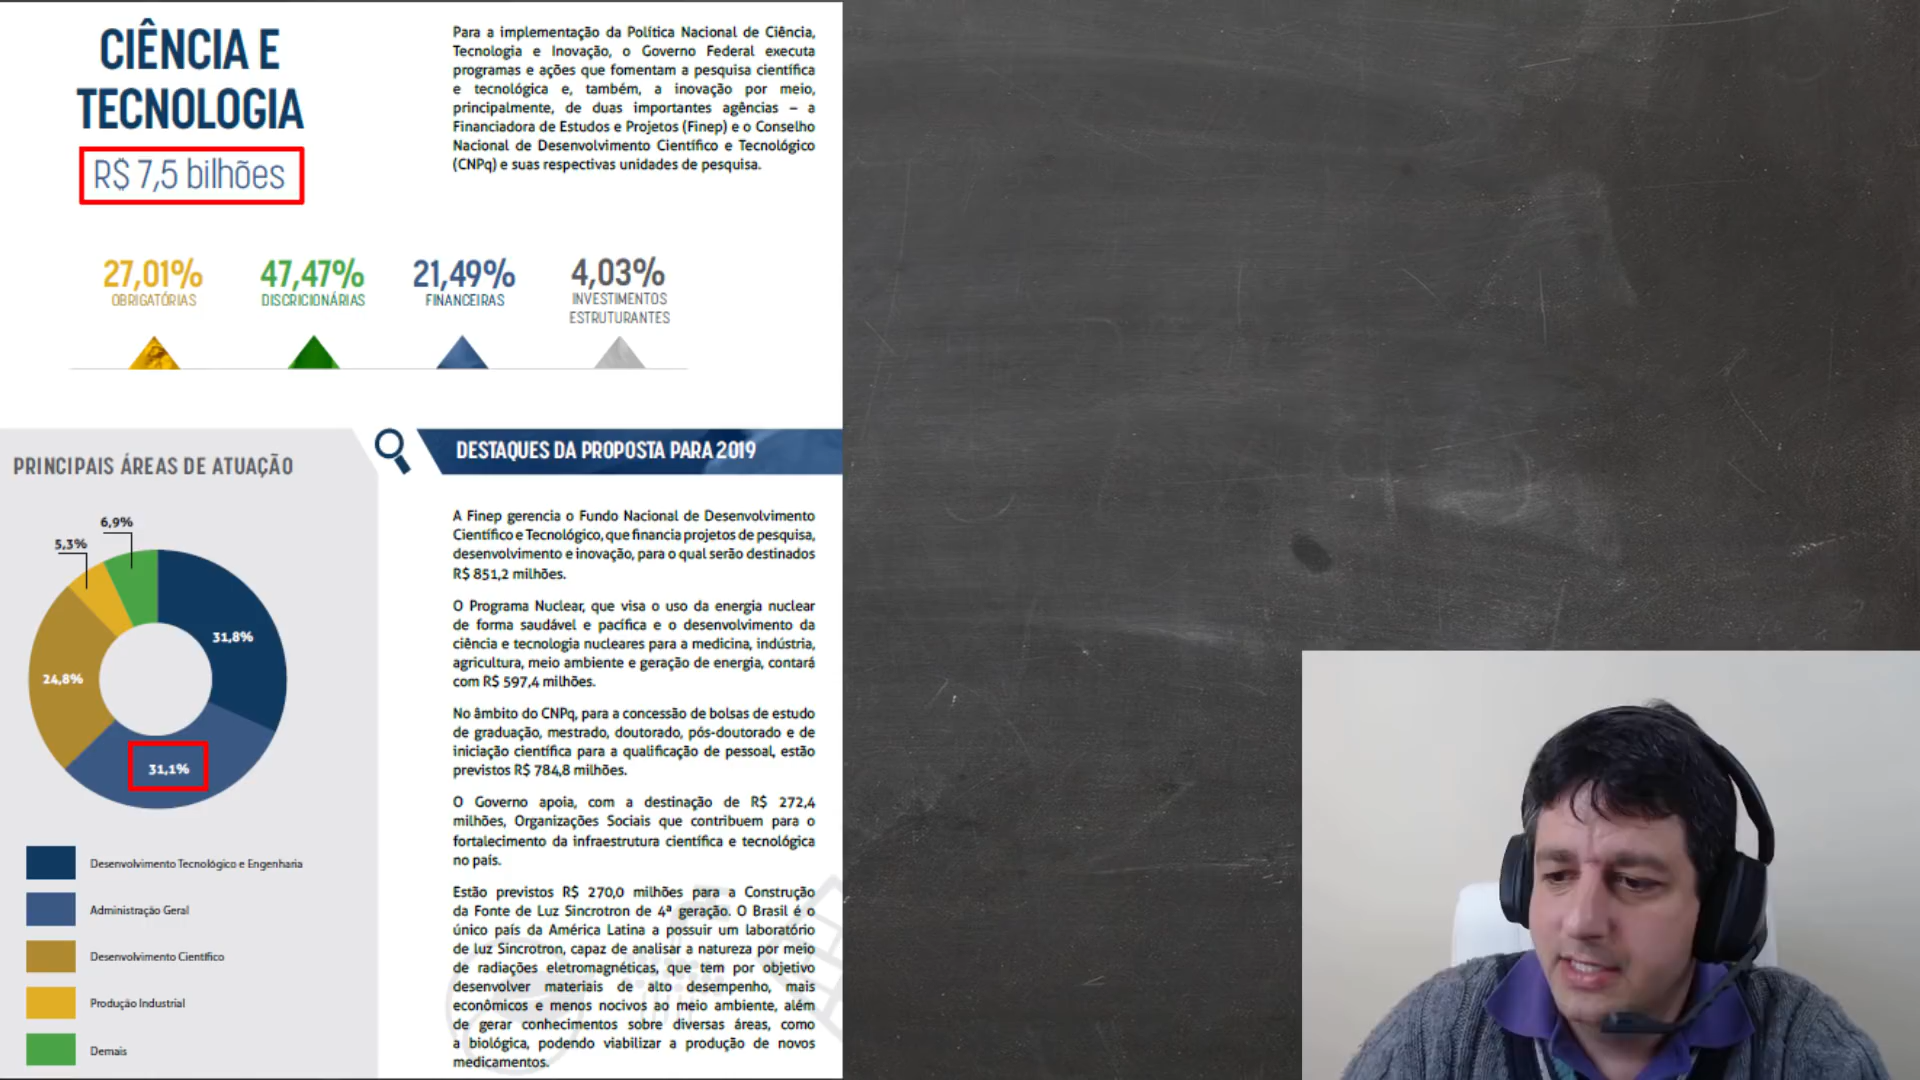 CIÊNCIA E
TECNOLOGIA
R$ 7,5 bilhões
Para a implementação da Política Nacional de Ciência,
Tecnologia e Inovação, o Governo Federal executa
programas e ações que fomentam a pesquisa científica
e tecnológica e, também, a inovação por meio,
principalmente, de duas importantes agências – a
Financiadora de Estudos e Projetos (Finep) e o Conselho
Nacional de Desenvolvimento Científico e Tecnológico
(CNPq) e suas respectivas unidades de pesquisa.
27,01%
OBRIGATÓRIAS
47,47%
DISCRICIONÁRIAS
21,49%
FINANCEIRAS
4,03%
INVESTIMENTOS
ESTRUTURANTES
PRINCIPAIS ÁREAS DE ATUAÇÃO
6,9%
5,3%
31,8%
24,8%
31,1%
Desenvolvimento Tecnológico e Engenharia
Administração Geral
Desenvolvimento Científico
Produção Industrial
Demais
DESTAQUES DA PROPOSTA PARA 2019
A Finep gerencia o Fundo Nacional de Desenvolvimento
Científico e Tecnológico, que financia projetos de pesquisa,
desenvolvimento e inovação, para o qual serão destinados
R$ 851,2 milhões.
O Programa Nuclear, que visa o uso da energia nuclear
de forma saudável e pacífica e o desenvolvimento da
ciência e tecnologia nucleares para a medicina, indústria,
agricultura, meio ambiente e geração de energia, contará
com R$ 597,4 milhões.
No âmbito do CNPq, para a concessão de bolsas de estudo
de graduação, mestrado, doutorado, pós-doutorado e de
iniciação científica para a qualificação de pessoal, estão
previstos R$ 784,8 milhões.
O Governo apoia, com a destinação de R$ 272,4
milhões, Organizações Sociais que contribuem para o
fortalecimento da infraestrutura científica e tecnológica
no país.
Estão previstos R$ 270,0 milhões para a Construção
da Fonte de Luz Sincrotron de 4ª geração. O Brasil é o
único país da América Latina a possuir um laboratório
de luz Síncrotron, capaz de analisar a natureza por meio
de radiações eletromagnéticas, que tem por objetivo
desenvolver materiais de alto desempenho, mais
econômicos e menos nocivos ao meio ambiente, além
de gerar conhecimentos sobre diversas áreas, como
a biológica, podendo viabilizar a produção de novos
medicamentos.